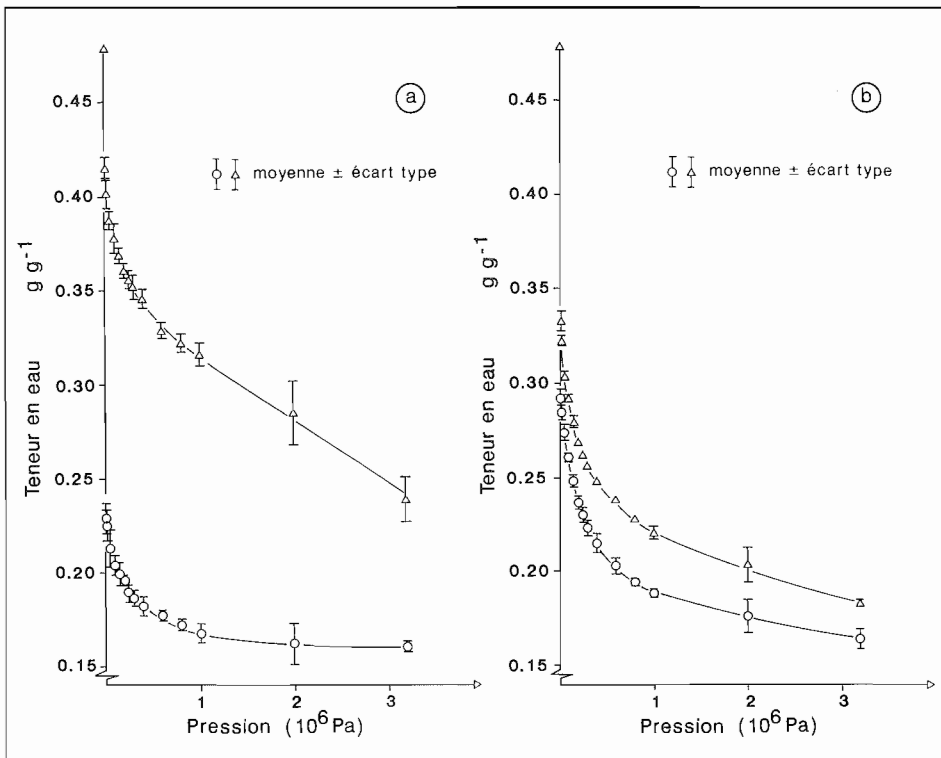 a
moyenne ± écart type
0.45
0.40
0.35
0.30
0.25
0.20
0.15
Teneur en eau g g⁻¹
1 2 3
Pression (10⁶ Pa)
b
moyenne ± écart type
0.45
0.40
0.35
0.30
0.25
0.20
0.15
Teneur en eau g g⁻¹
1 2 3
Pression (10⁶ Pa)